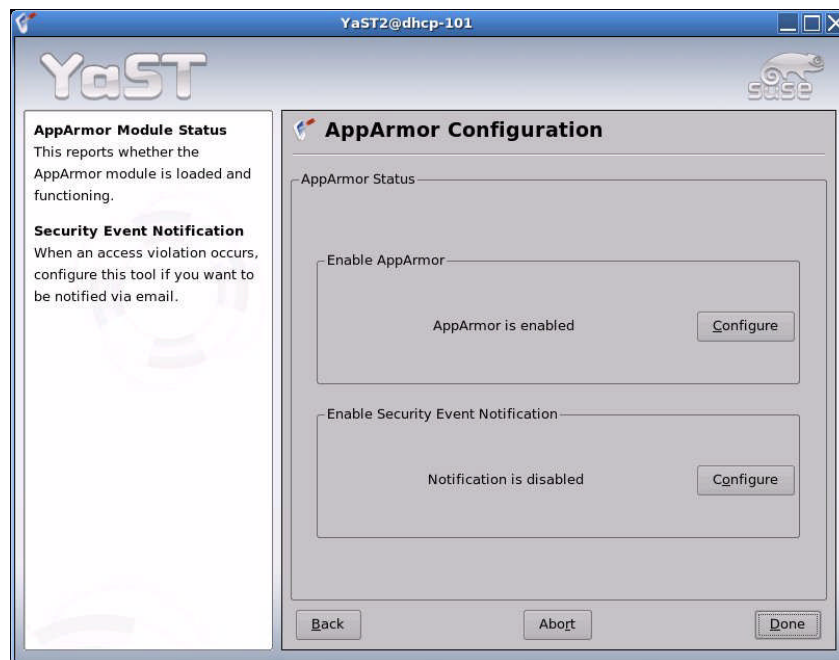 YaST2@dhcp-101
YaST
suse
AppArmor Module Status
This reports whether the
AppArmor module is loaded and
functioning.
Security Event Notification
When an access violation occurs,
configure this tool if you want to
be notified via email.
AppArmor Configuration
AppArmor Status
Enable AppArmor
AppArmor is enabled
Configure
Enable Security Event Notification
Notification is disabled
Configure
Back
Abort
Done